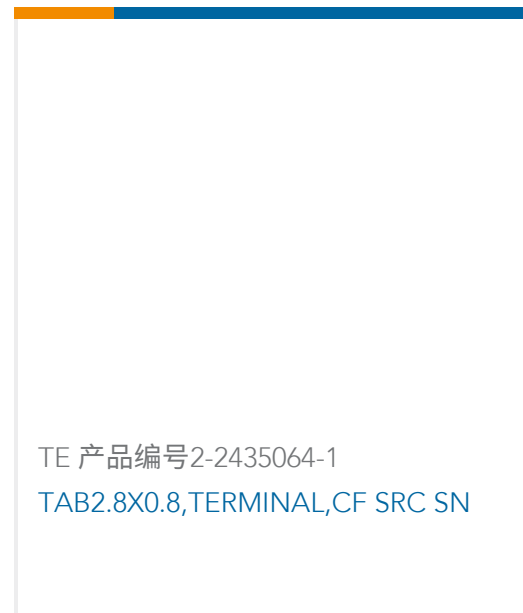 TE 产品编号2-2435064-1
TAB2.8X0.8,TERMINAL,CF SRC SN